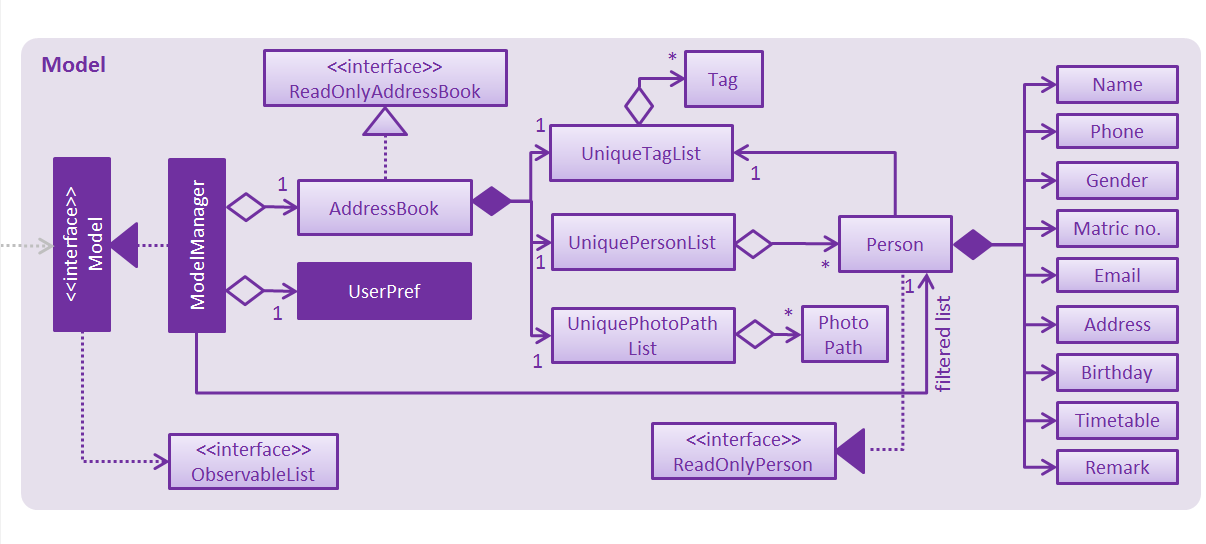 Model
<<interface>>
ReadOnlyAddressBook
*
Tag
Name
Phone
Gender
Matric no.
Email
Address
Birthday
Timetable
Remark
1
UniqueTagList
1
<<interface>>
Model
ModelManager
1
AddressBook
UniquePersonList
1
Person
*
1
UserPref
1
UniquePhotoPath
List
1
*
Photo
Path
filtered list
<<interface>>
ObservableList
<<interface>>
ReadOnlyPerson